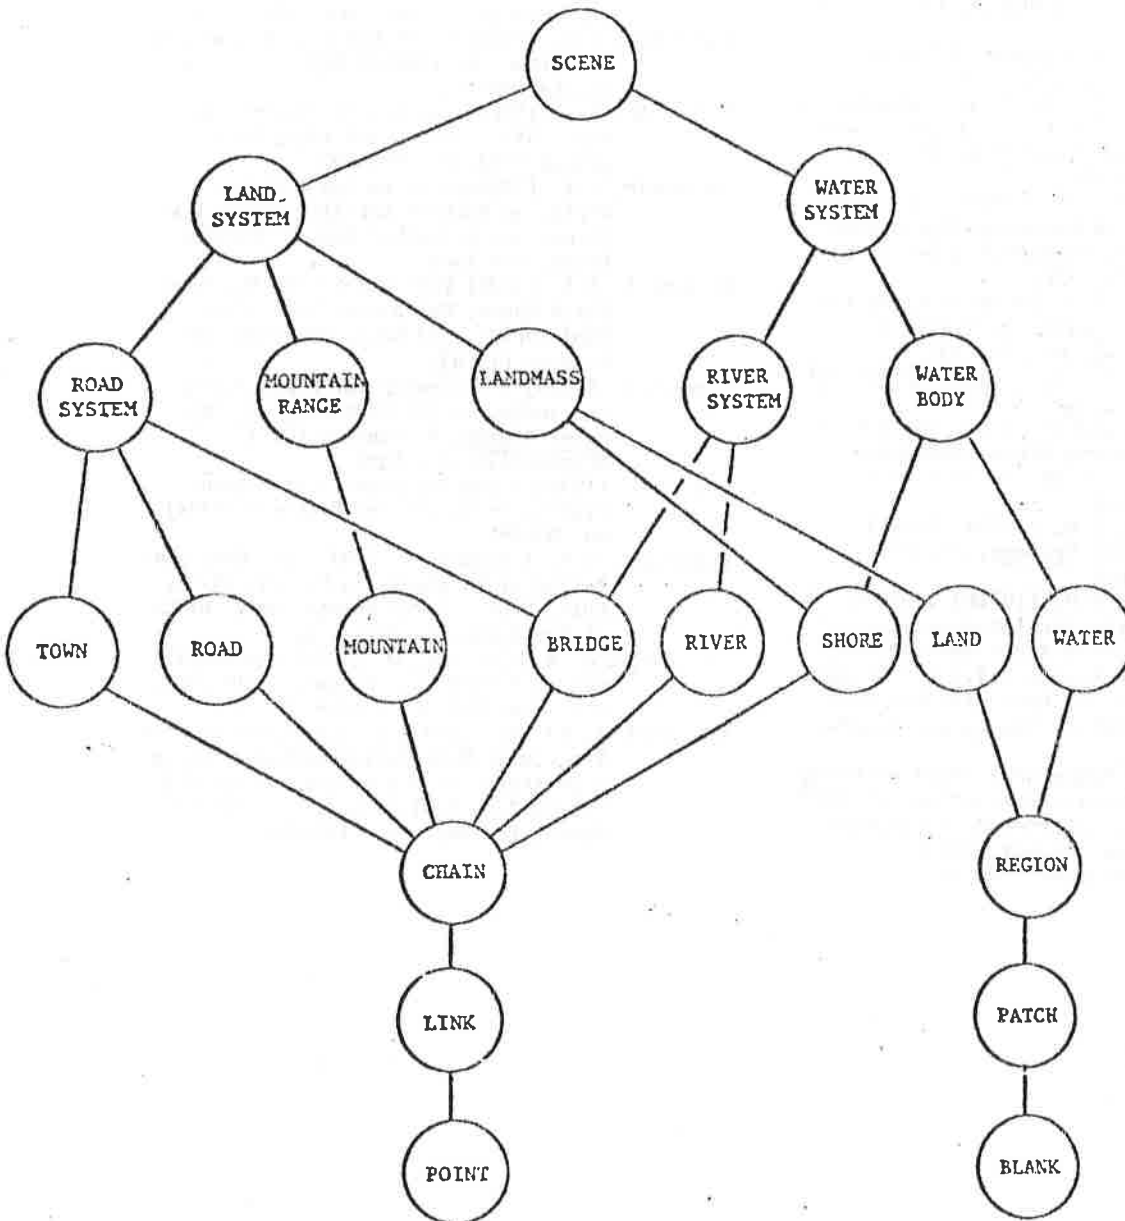 SCENE
LAND
SYSTEM
WATER
SYSTEM
ROAD
SYSTEM
MOUNTAIN
RANGE
LANDMASS
RIVER
SYSTEM
WATER
BODY
TOWN
ROAD
MOUNTAIN
BRIDGE
RIVER
SHORE
LAND
WATER
CHAIN
REGION
LINK
PATCH
POINT
BLANK